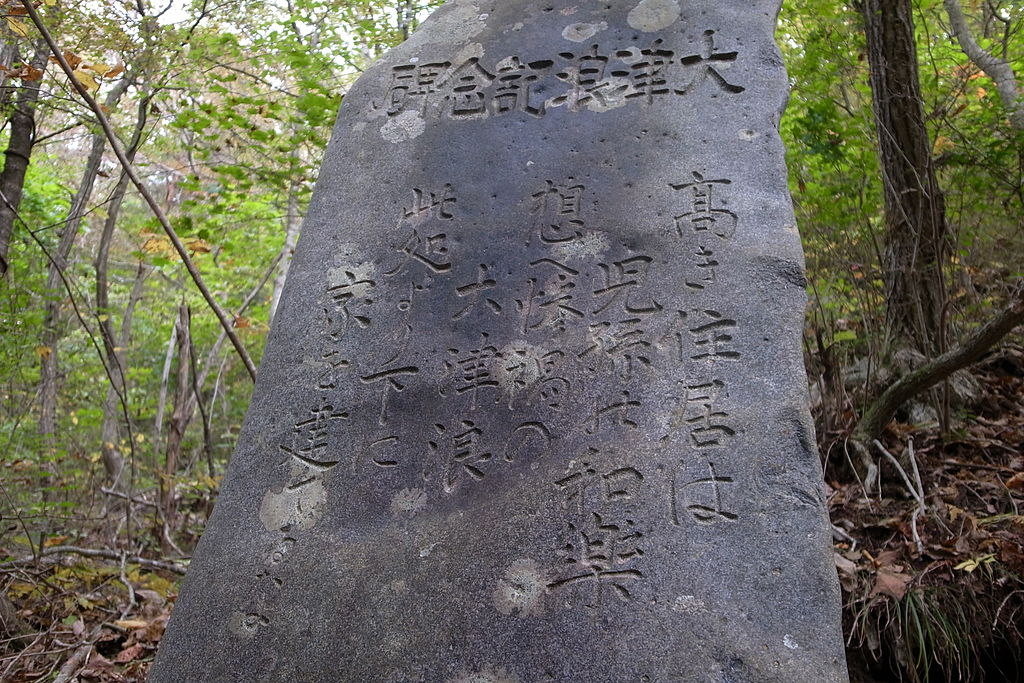 大津浪記念碑
高き住居は
児孫に和楽
想へ惨禍の
大津浪
此処より下に
家を建てるな